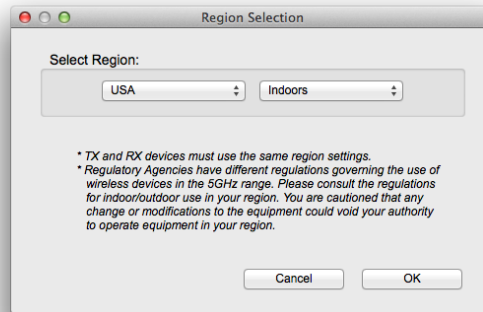 Region Selection
Select Region:
USA Indoors
* TX and RX devices must use the same region settings.
* Regulatory Agencies have different regulations governing the use of
wireless devices in the 5GHz range. Please consult the regulations
for indoor/outdoor use in your region. You are cautioned that any
change or modifications to the equipment could void your authority
to operate equipment in your region.
Cancel OK